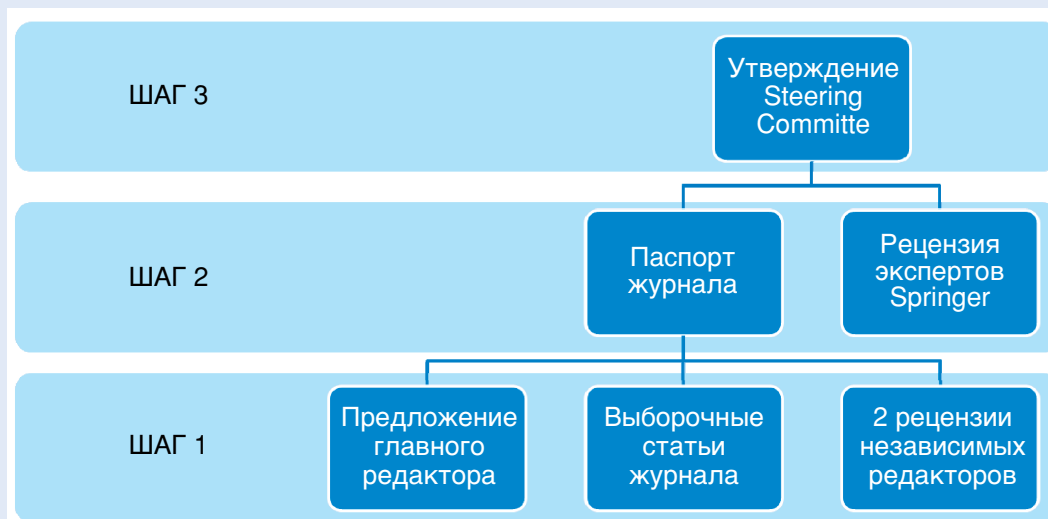 ШАГ 3
Утверждение
Steering
Committe
ШАГ 2
Паспорт
журнала
Рецензия
экспертов
Springer
ШАГ 1
Предложение
главного
редактора
Выборочные
статьи
журнала
2 рецензии
независимых
редакторов